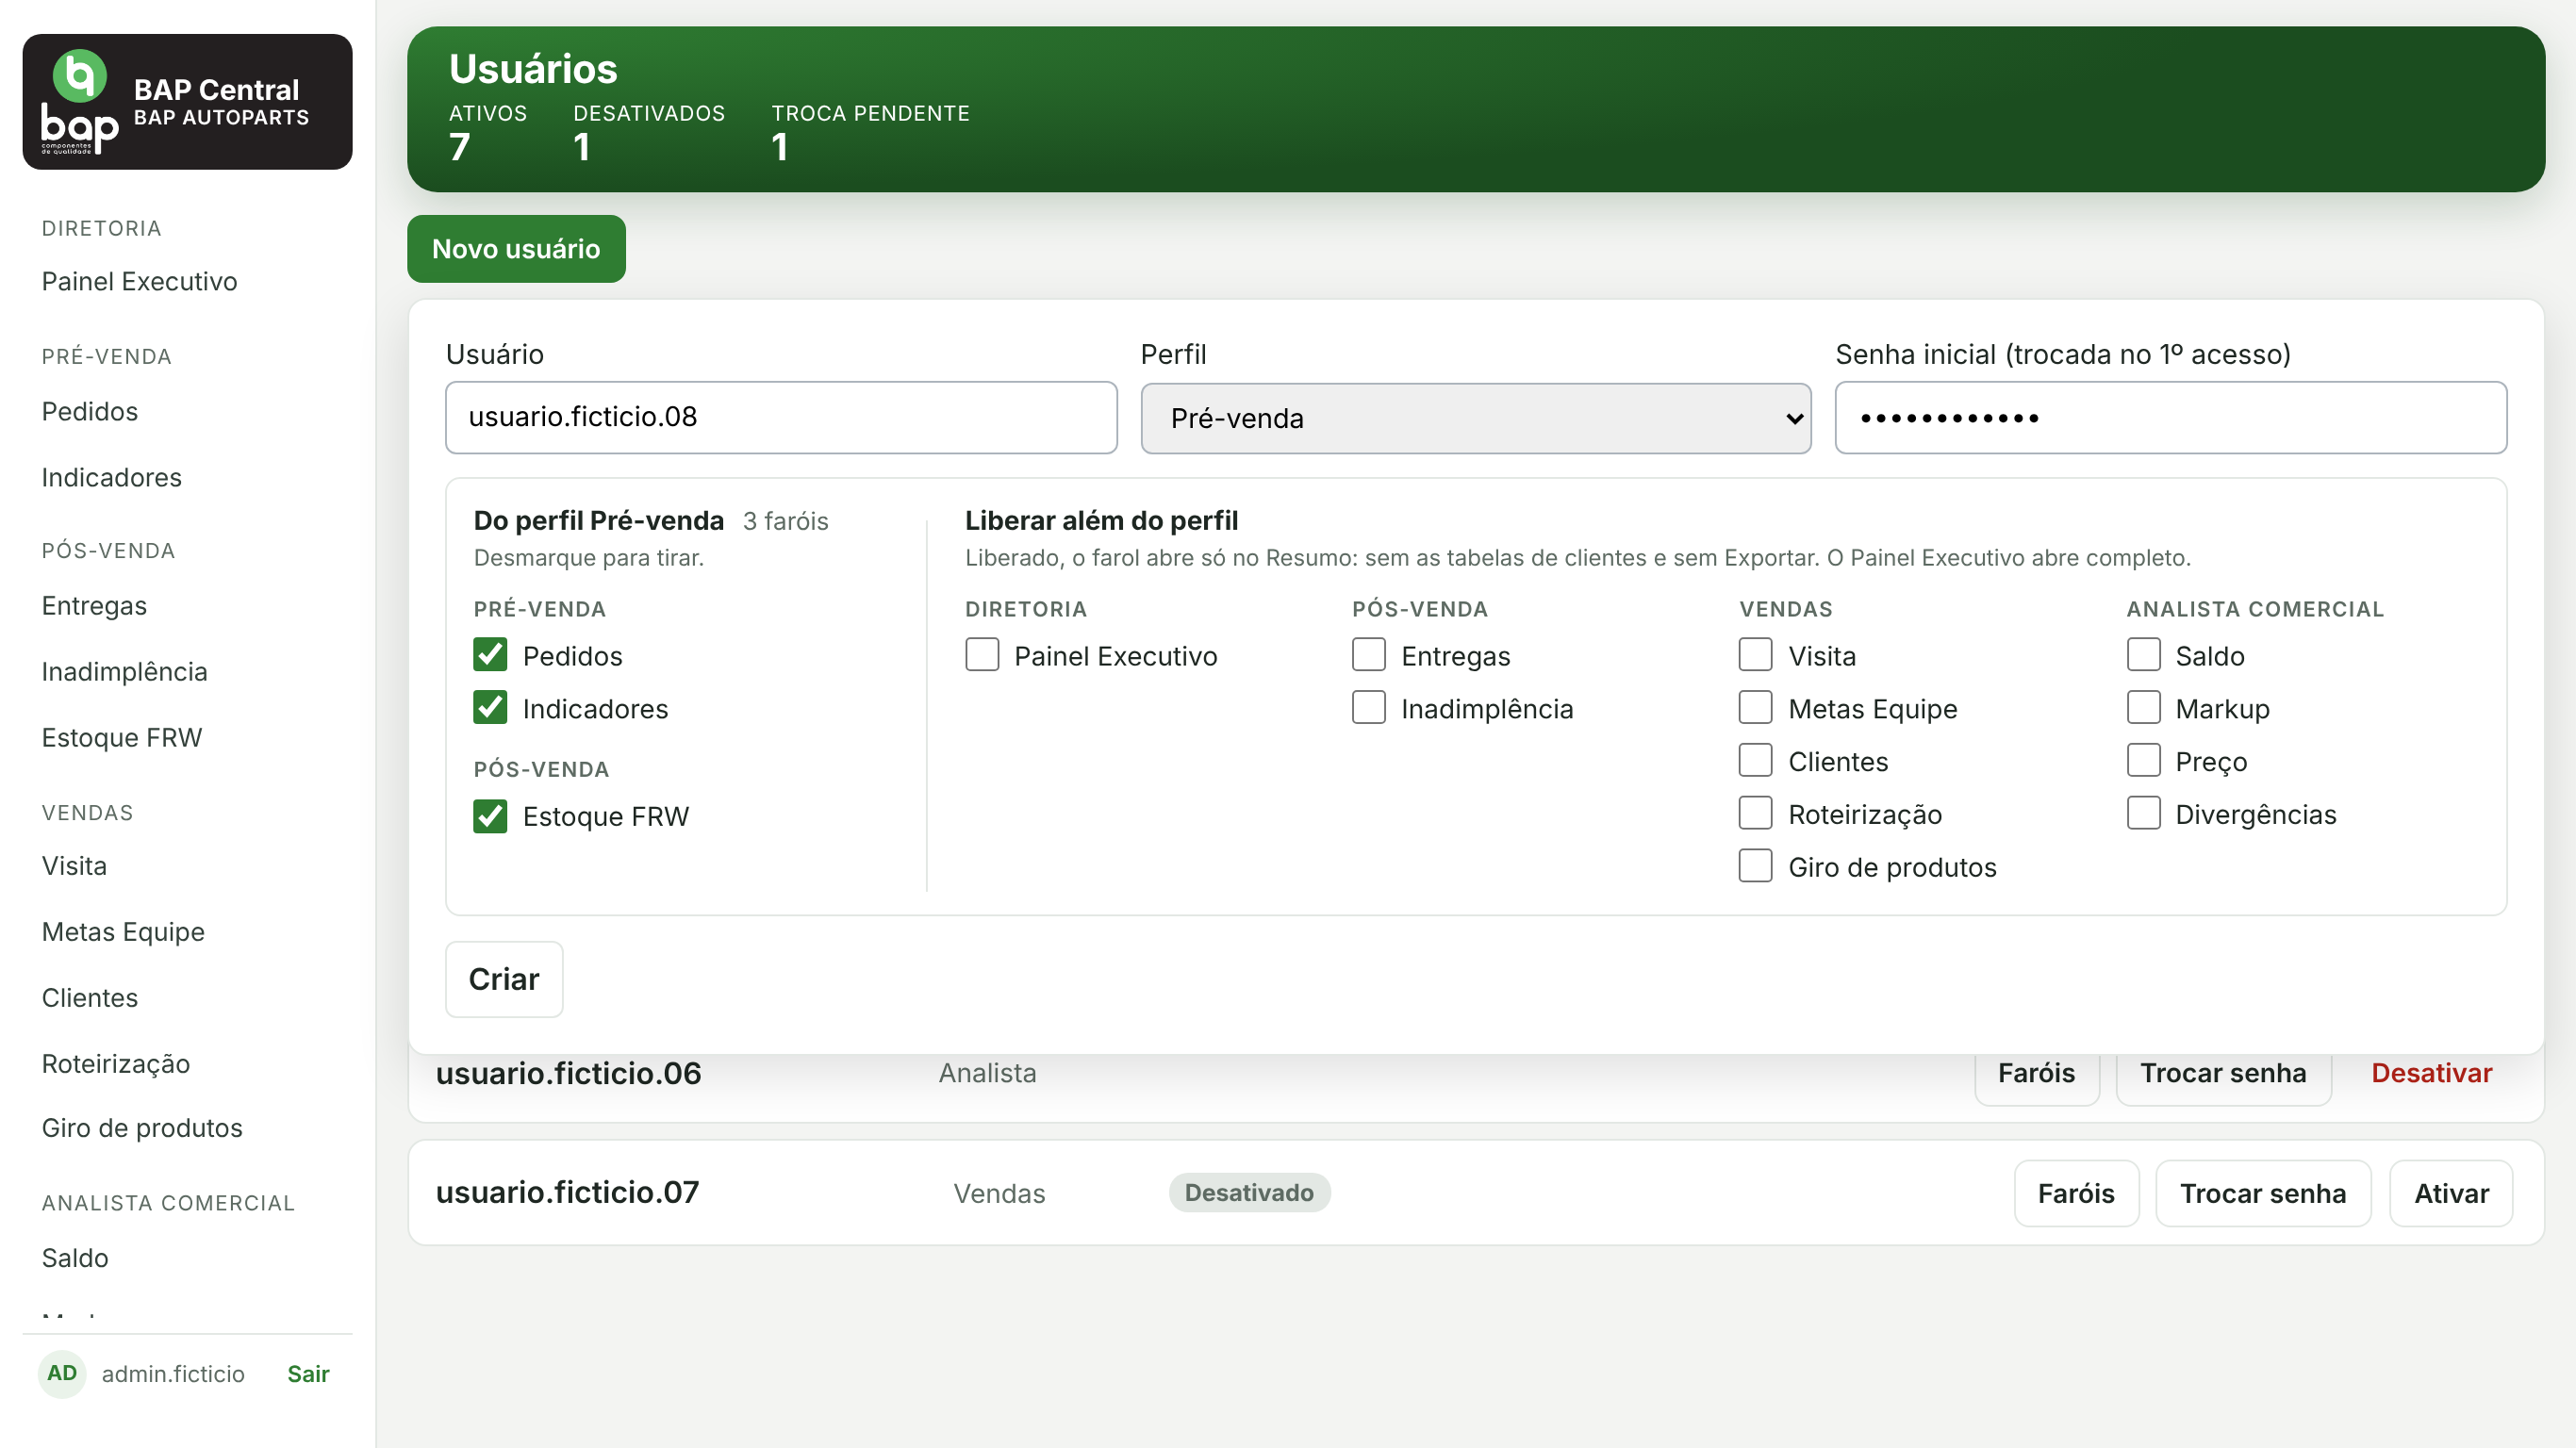 bap
componentes
de qualidade
BAP Central
BAP AUTOPARTS
DIRETORIA
Painel Executivo
PRÉ-VENDA
Pedidos
Indicadores
PÓS-VENDA
Entregas
Inadimplência
Estoque FRW
VENDAS
Visita
Metas Equipe
Clientes
Roteirização
Giro de produtos
ANALISTA COMERCIAL
Saldo
AD admin.ficticio Sair
Usuários
ATIVOS DESATIVADOS TROCA PENDENTE
7 1 1
Novo usuário
Usuário Perfil Senha inicial (trocada no 1º acesso)
usuario.ficticio.08 Pré-venda ••••••••••••
Do perfil Pré-venda 3 faróis
Desmarque para tirar.
PRÉ-VENDA
Pedidos
Indicadores
PÓS-VENDA
Estoque FRW
Liberar além do perfil
Liberado, o farol abre só no Resumo: sem as tabelas de clientes e sem Exportar. O Painel Executivo abre completo.
DIRETORIA
Painel Executivo
PÓS-VENDA
Entregas
Inadimplência
VENDAS
Visita
Metas Equipe
Clientes
Roteirização
Giro de produtos
ANALISTA COMERCIAL
Saldo
Markup
Preço
Divergências
Criar
usuario.ficticio.06 Analista Faróis Trocar senha Desativar
usuario.ficticio.07 Vendas Desativado Faróis Trocar senha Ativar